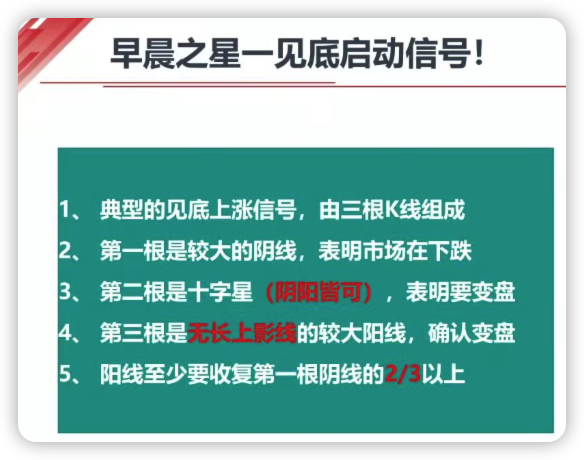 早晨之星一见底启动信号！
1、 典型的见底上涨信号，由三根K线组成
2、 第一根是较大的阴线，表明市场在下跌
3、 第二根是十字星（阴阳皆可），表明要变盘
4、 第三根是无长上影线的较大阳线，确认变盘
5、 阳线至少要收复第一根阴线的2/3以上